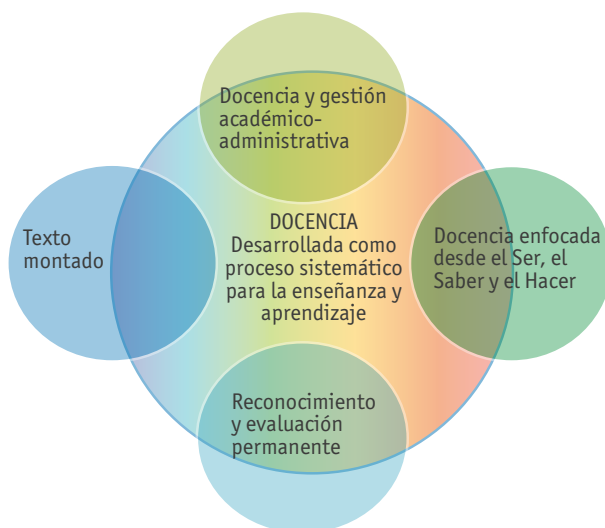 Docencia y gestión
académico-
administrativa
Texto
montado
DOCENCIA
Desarrollada como
proceso sistemático
para la enseñanza y
aprendizaje
Docencia enfocada
desde el Ser, el
Saber y el Hacer
Reconocimiento
y evaluación
permanente